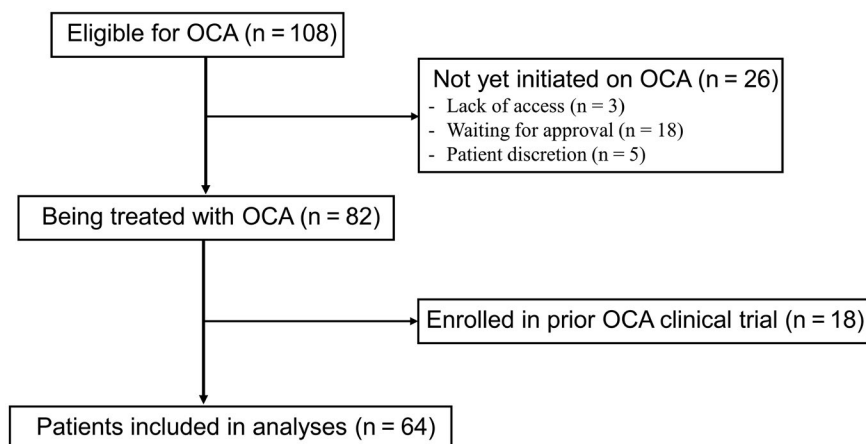 Eligible for OCA (n = 108)
Not yet initiated on OCA (n = 26)
- Lack of access (n = 3)
- Waiting for approval (n = 18)
- Patient discretion (n = 5)
Being treated with OCA (n = 82)
Enrolled in prior OCA clinical trial (n = 18)
Patients included in analyses (n = 64)